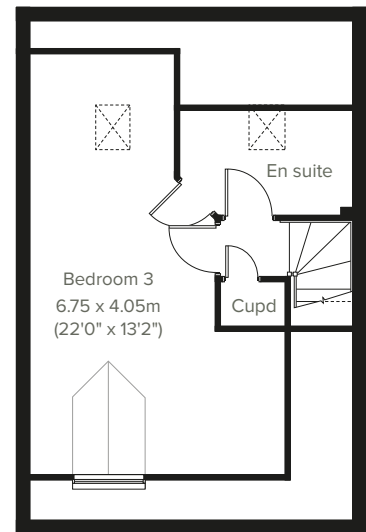 En suite
Bedroom 3
6.75 x 4.05m
(22'0" x 13'2")
Cupd